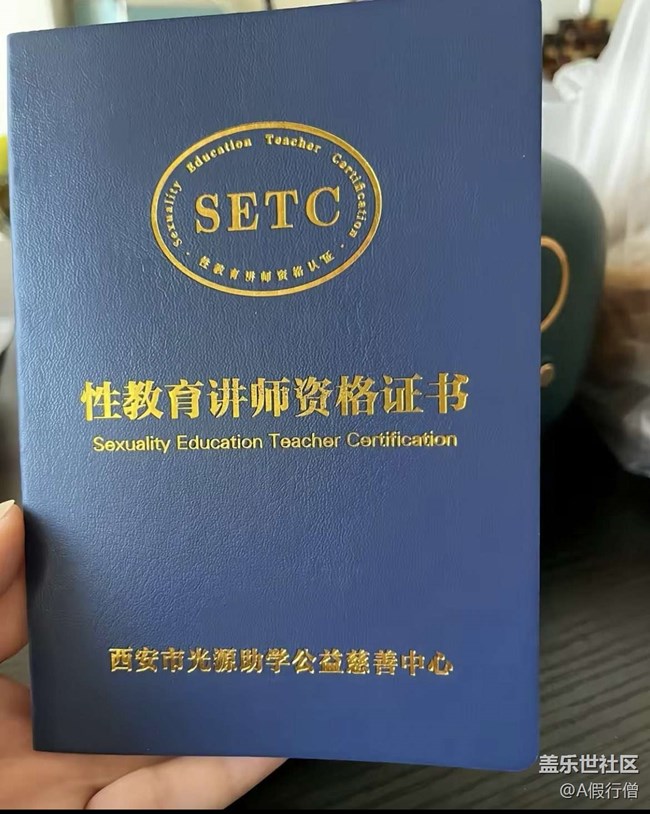 Sexuality Education Teacher Certification
SETC
· 性教育讲师资格认证 ·
性教育讲师资格证书
Sexuality Education Teacher Certification
西安市光源助学公益慈善中心
盖乐世社区
@A假行僧